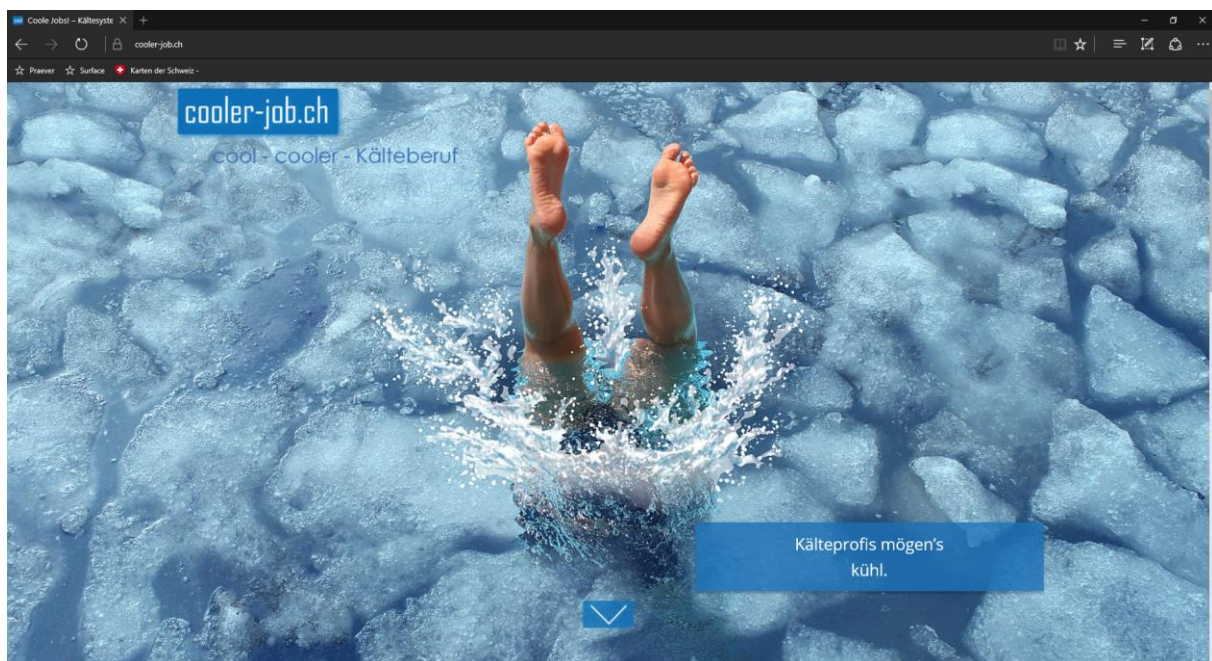 Coole Jobs! – Kältesyste
cooler-job.ch
Praever
Surface
Karten der Schweiz -
cooler-job.ch
cool - cooler - Kälteberuf
Kälteprofis mögen’s
kühl.